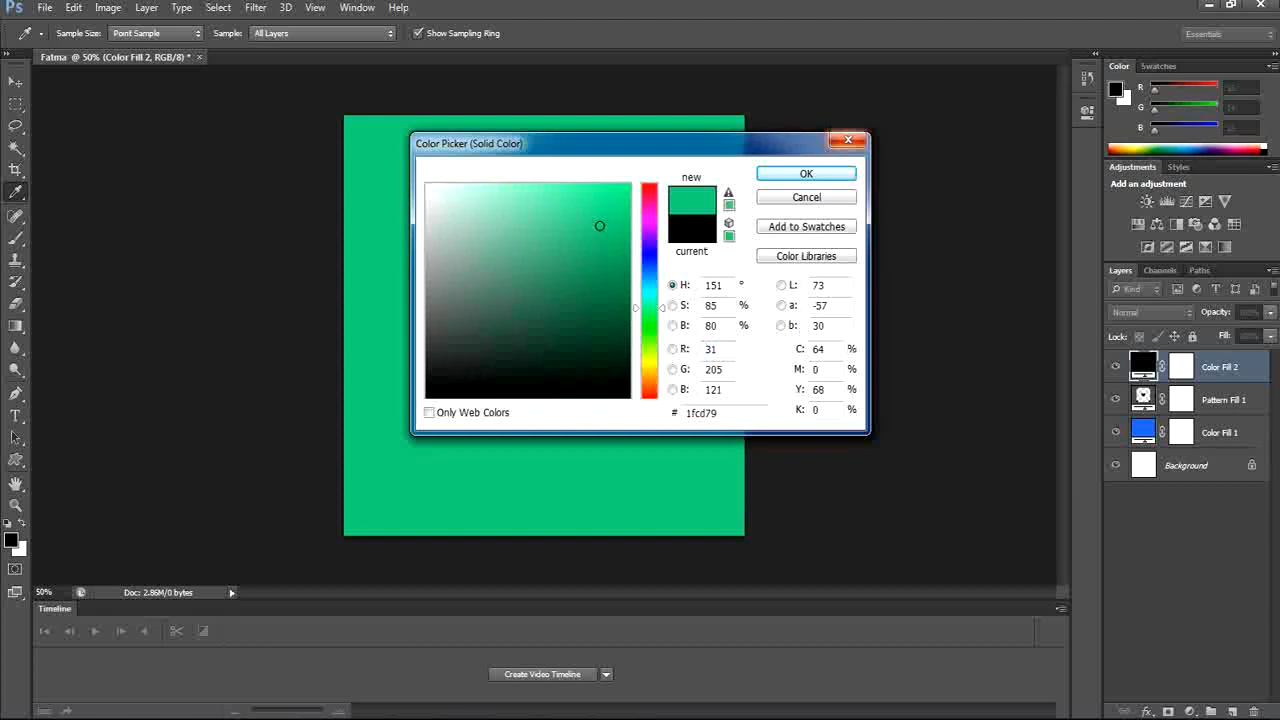 Ps File Edit Image Layer Type Select Filter 3D View Window Help
Sample Size: Point Sample Sample: All Layers Show Sampling Ring Essentials
Fatma @ 50% (Color Fill 2, RGB/8) * ×
Color Swatches
R
G
B
Adjustments Styles
Add an adjustment
Layers Channels Paths
Kind
Normal Opacity:
Lock: Fill:
Color Fill 2
Pattern Fill 1
Color Fill 1
Background
Color Picker (Solid Color)
new
current
OK
Cancel
Add to Swatches
Color Libraries
H: 151 ° L: 73
S: 85 % a: -57
B: 80 % b: 30
R: 31 C: 64 %
G: 205 M: 0 %
B: 121 Y: 68 %
# 1fcd79 K: 0 %
Only Web Colors
50% Doc: 2.86M/0 bytes
Timeline
Create Video Timeline
fx